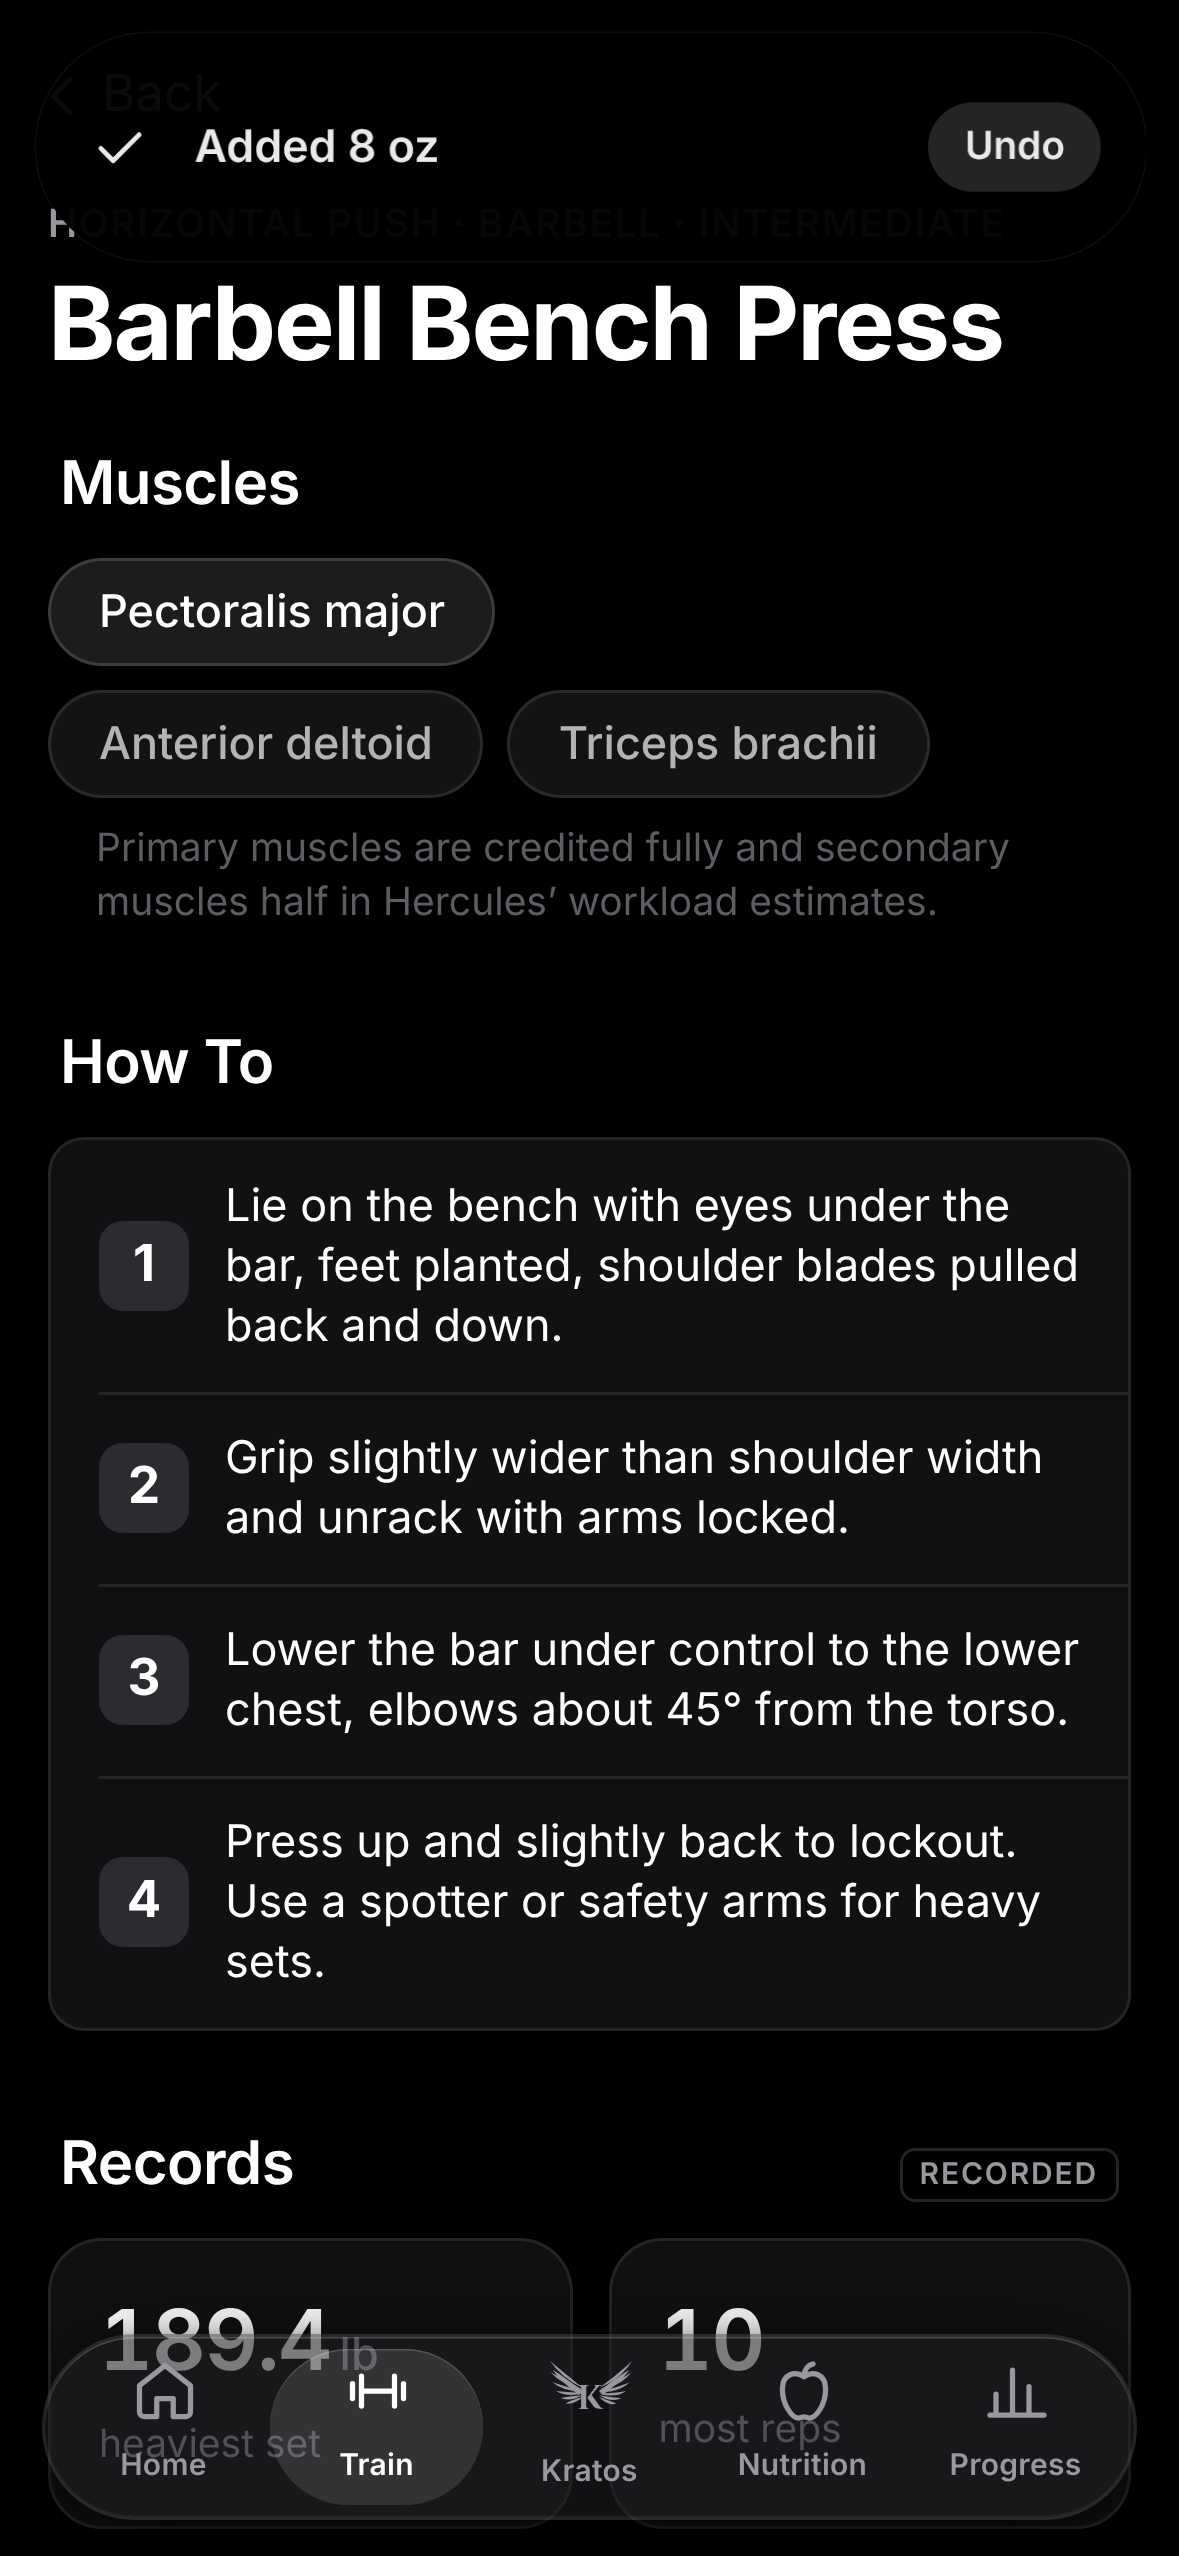 Back
Added 8 oz
Undo
HORIZONTAL PUSH · BARBELL · INTERMEDIATE
Barbell Bench Press
Muscles
Pectoralis major
Anterior deltoid
Triceps brachii
Primary muscles are credited fully and secondary
muscles half in Hercules’ workload estimates.
How To
1
Lie on the bench with eyes under the
bar, feet planted, shoulder blades pulled
back and down.
2
Grip slightly wider than shoulder width
and unrack with arms locked.
3
Lower the bar under control to the lower
chest, elbows about 45° from the torso.
4
Press up and slightly back to lockout.
Use a spotter or safety arms for heavy
sets.
Records
RECORDED
189.4 lb
heaviest set
10
most reps
Home
Train
K
Kratos
Nutrition
Progress